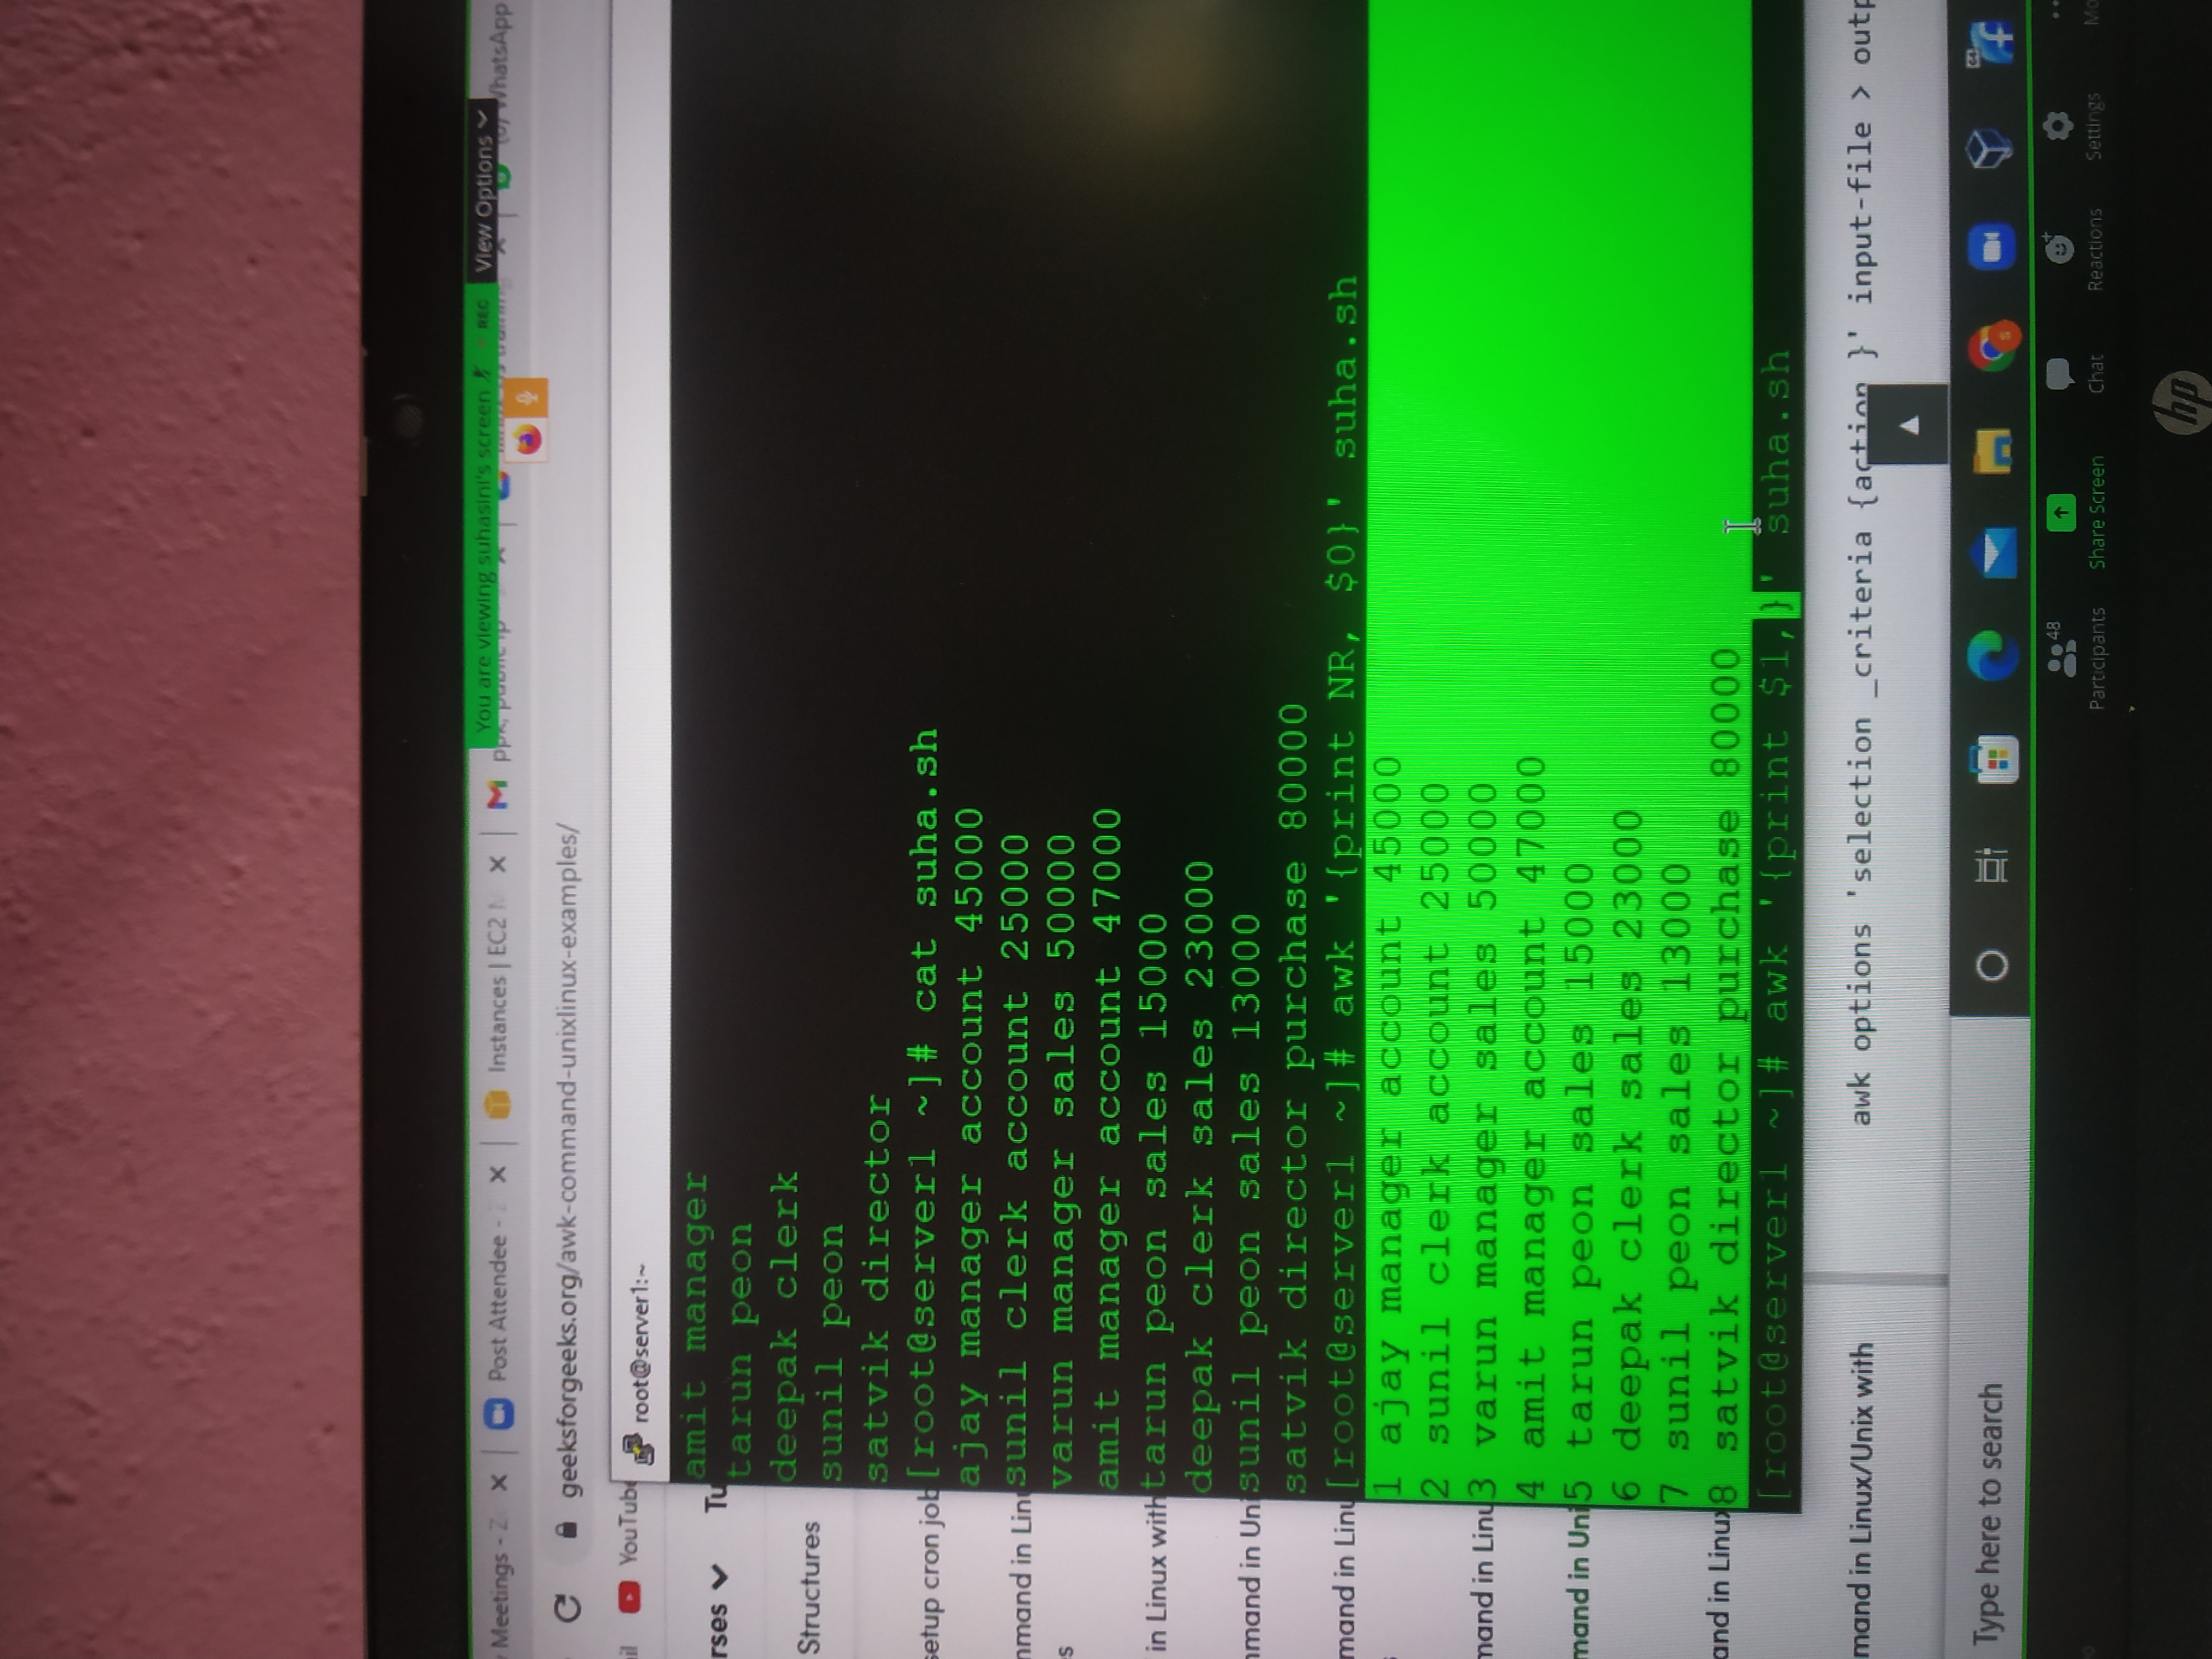 Meetings - Z
Post Attendee -
Instances | EC2 M
You are viewing suhasini's screen
REC
View Options
WhatsApp
geeksforgeeks.org/awk-command-unixlinux-examples/
YouTube
root@server1:~
rses
Tu
Structures
setup cron job
mmand in Linu
s
in Linux with
mmand in Uni
mand in Linu
mand in Linu
mand in Uni
and in Linux
amit manager
tarun peon
deepak clerk
sunil peon
satvik director
[root@server1 ~]# cat suha.sh
ajay manager account 45000
sunil clerk account 25000
varun manager sales 50000
amit manager account 47000
tarun peon sales 15000
deepak clerk sales 23000
sunil peon sales 13000
satvik director purchase 80000
[root@server1 ~]# awk '{print NR, $0}' suha.sh
1 ajay manager account 45000
2 sunil clerk account 25000
3 varun manager sales 50000
4 amit manager account 47000
5 tarun peon sales 15000
6 deepak clerk sales 23000
7 sunil peon sales 13000
8 satvik director purchase 80000
[root@server1 ~]# awk '{print $1,}' suha.sh
mand in Linux/Unix with
awk options 'selection _criteria {action }' input-file > outp
Type here to search
48
Participants
Share Screen
Chat
Reactions
Settings
Mo
hp